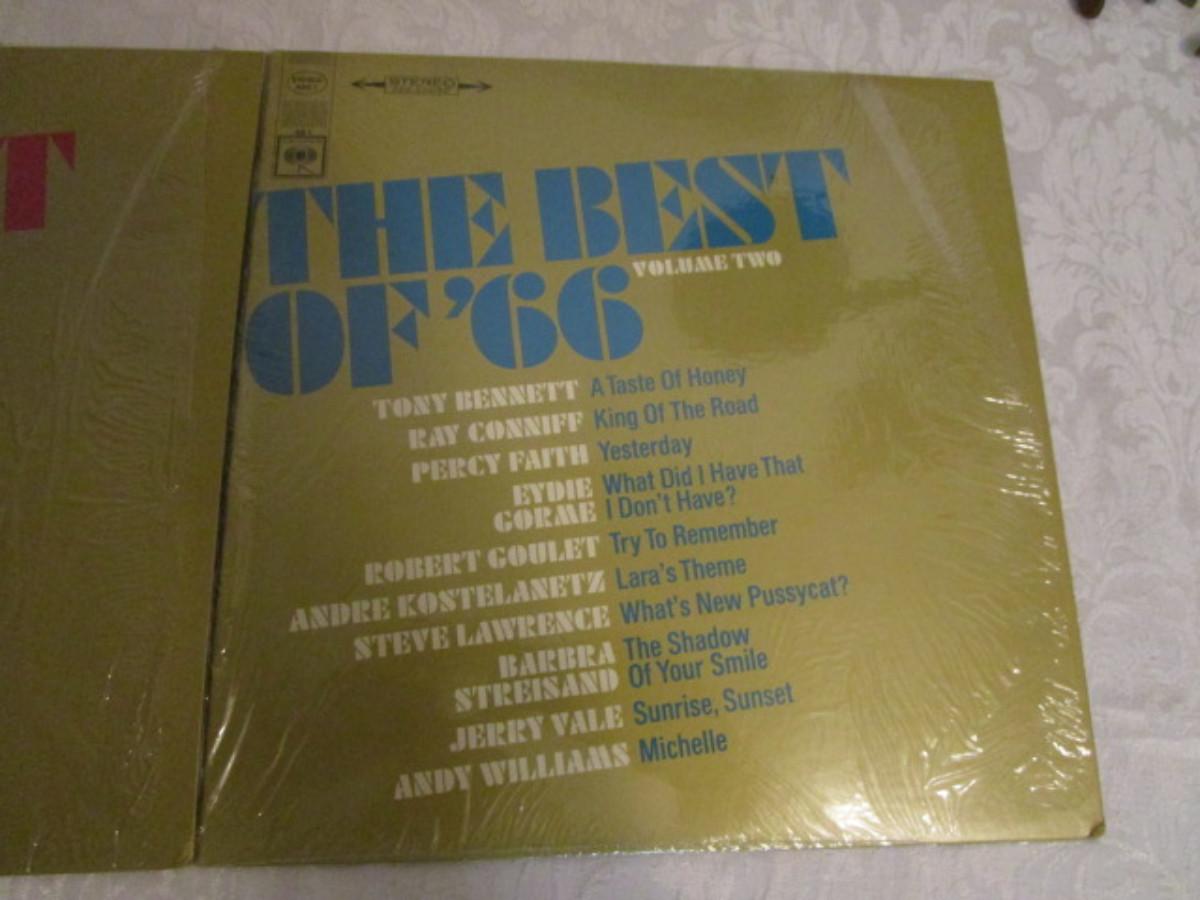 T
STEREO
THE BEST
OF '66
VOLUME TWO
TONY BENNETT A Taste Of Honey
RAY CONNIFF King Of The Road
PERCY FAITH Yesterday
EYDIE What Did I Have That
GORME I Don't Have?
ROBERT GOULET Try To Remember
ANDRE KOSTELANETZ Lara's Theme
STEVE LAWRENCE What's New Pussycat?
BARBRA The Shadow
STREISAND Of Your Smile
JERRY VALE Sunrise, Sunset
ANDY WILLIAMS Michelle